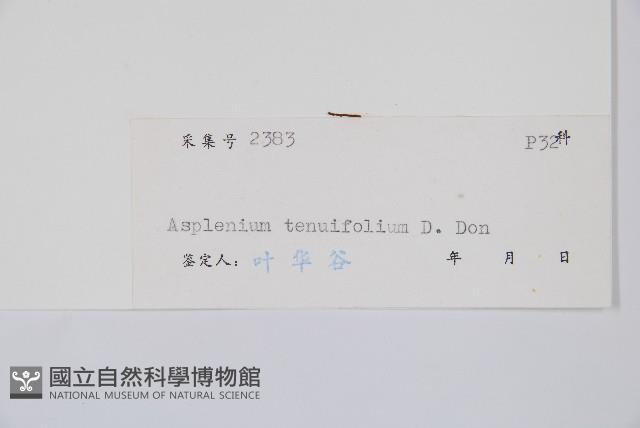 采集号 2383 P32科
Asplenium tenuifolium D. Don
鉴定人: 叶华谷 年 月 日
國立自然科學博物館
NATIONAL MUSEUM OF NATURAL SCIENCE